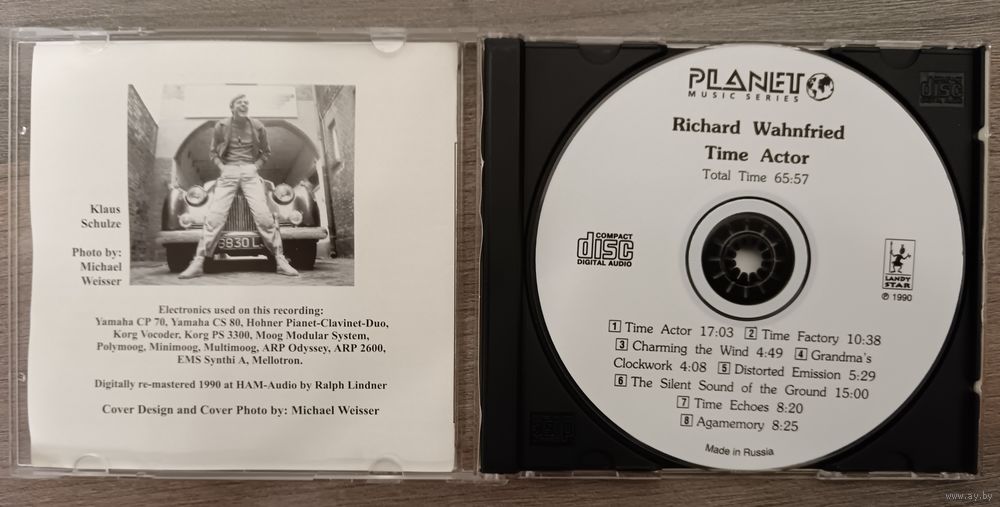 Klaus
Schulze
Photo by:
Michael
Weisser
6830 L
Electronics used on this recording:
Yamaha CP 70, Yamaha CS 80, Hohner Pianet-Clavinet-Duo,
Korg Vocoder, Korg PS 3300, Moog Modular System,
Polymoog, Minimoog, Multimoog, ARP Odyssey, ARP 2600,
EMS Synthi A, Mellotron.
Digitally re-mastered 1990 at HAM-Audio by Ralph Lindner
Cover Design and Cover Photo by: Michael Weisser
PLANET
MUSIC SERIES
Richard Wahnfried
Time Actor
Total Time 65:57
COMPACT
disc
DIGITAL AUDIO
LANDY
STAR
℗ 1990
1 Time Actor 17:03 2 Time Factory 10:38
3 Charming the Wind 4:49 4 Grandma's
Clockwork 4:08 5 Distorted Emission 5:29
6 The Silent Sound of the Ground 15:00
7 Time Echoes 8:20
8 Agamemory 8:25
Made in Russia
disc
www.ay.by